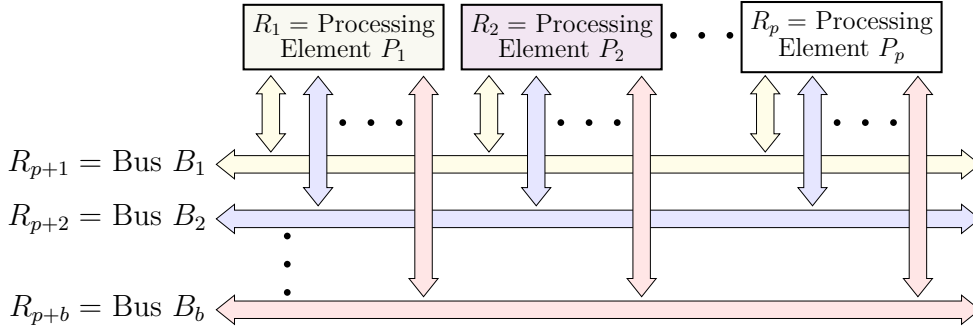 R₁ = Processing
Element P₁
R₂ = Processing
Element P₂
Rₚ = Processing
Element Pₚ
Rₚ₊₁ = Bus B₁
Rₚ₊₂ = Bus B₂
Rₚ₊b = Bus Bb